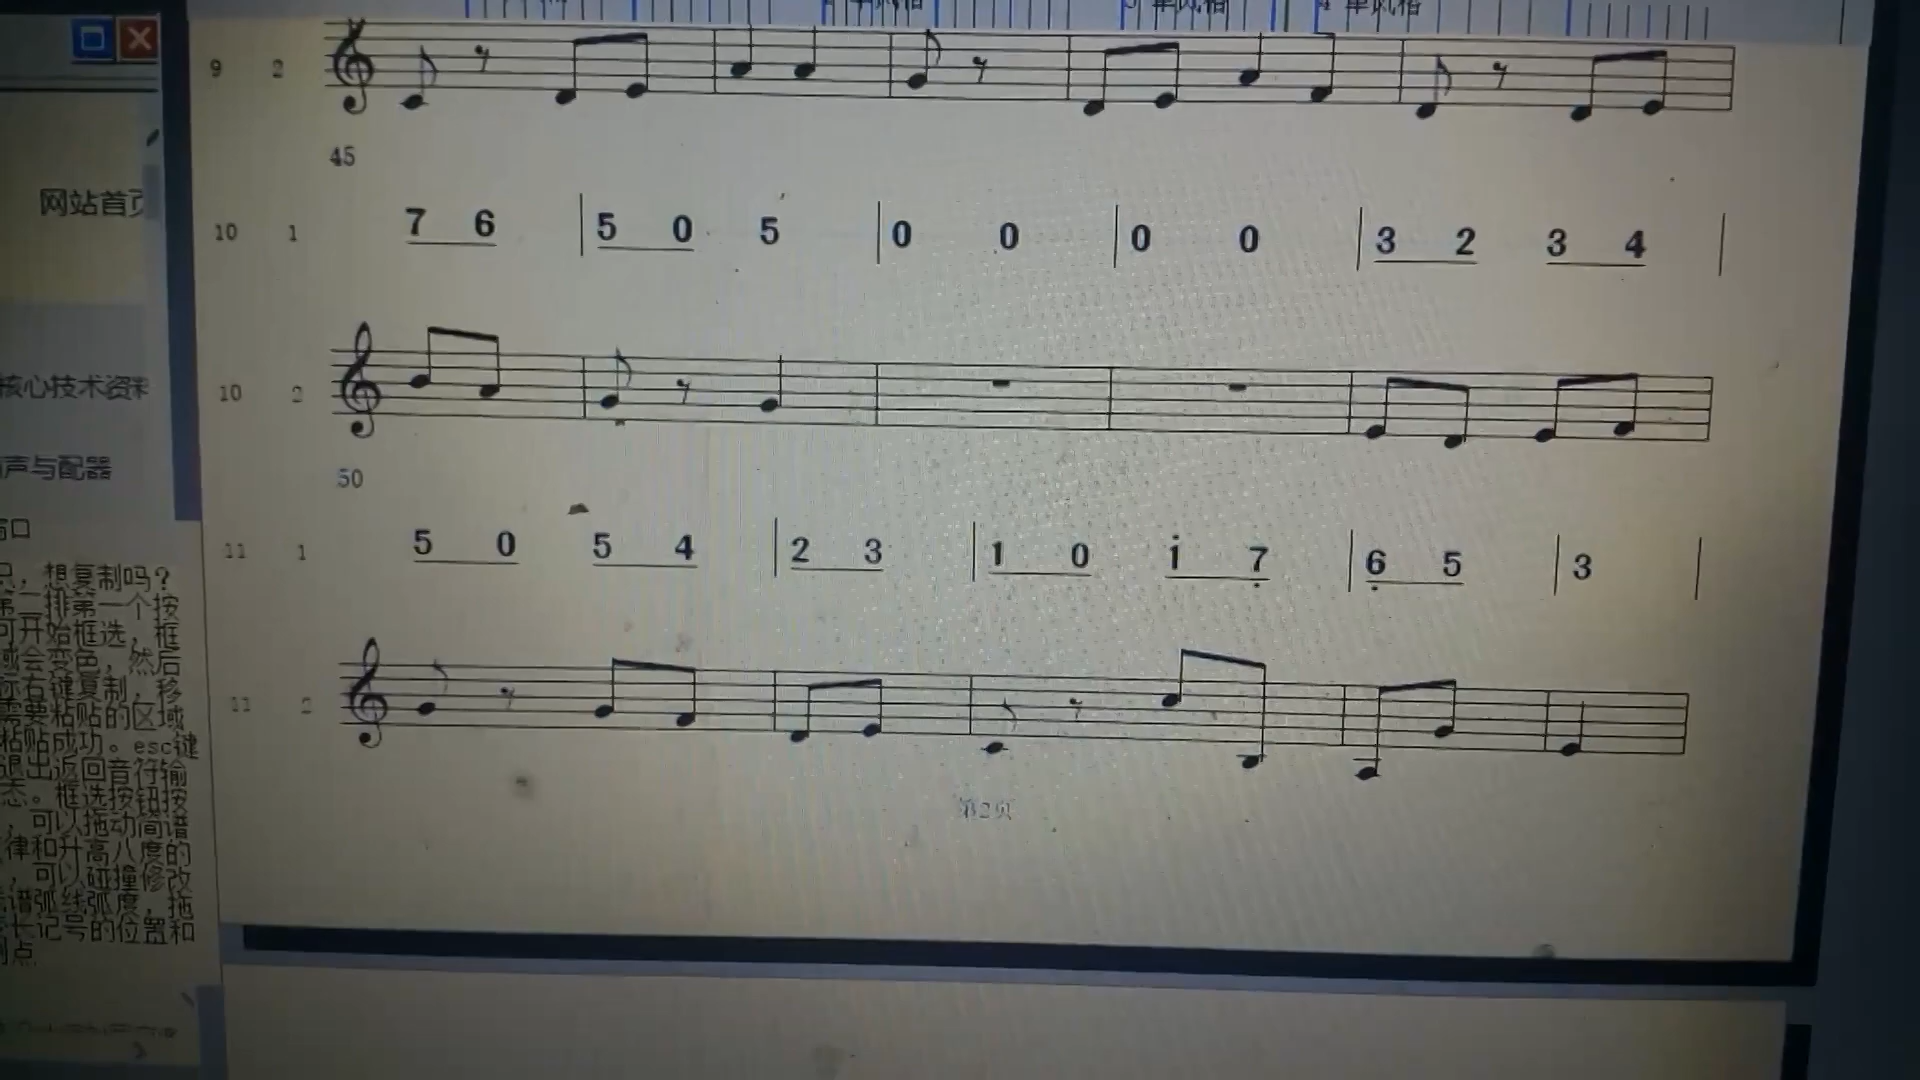 9 2
45
网站首页
10 1 7 6 | 5 0 5 | 0 0 | 0 0 | 3 2 3 4 |
核心技术资料
10 2
声与配器
50
窗口
11 1 5 0 5 4 | 2 3 | 1 0 i 7̣ | 6̣ 5 | 3 |
只，想复制吗？
第一排第一个按
可开始框选，框
域会变色，然后
标右键复制，移
需要粘贴的区域
11 2
粘贴成功。esc键
退出返回音符输
态。框选按钮按
，可以拖动简谱
第2页
律和升高八度的
，可以碰撞修改
谱弧线弧度，拖
长记号的位置和
点